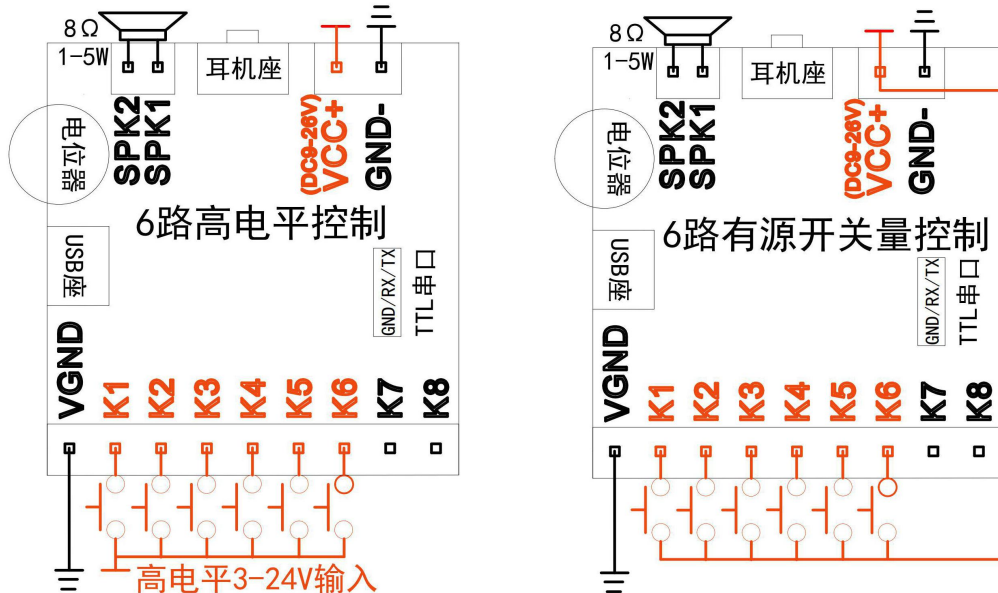 8Ω
1-5W
耳机座
电位器
SPK2
SPK1
(DC9-26V)
VCC+
GND-
6路高电平控制
USB座
GND/RX/TX
TTL串口
VGND
K1
K2
K3
K4
K5
K6
K7
K8
高电平3-24V输入
8Ω
1-5W
耳机座
电位器
SPK2
SPK1
(DC9-26V)
VCC+
GND-
6路有源开关量控制
USB座
GND/RX/TX
TTL串口
VGND
K1
K2
K3
K4
K5
K6
K7
K8